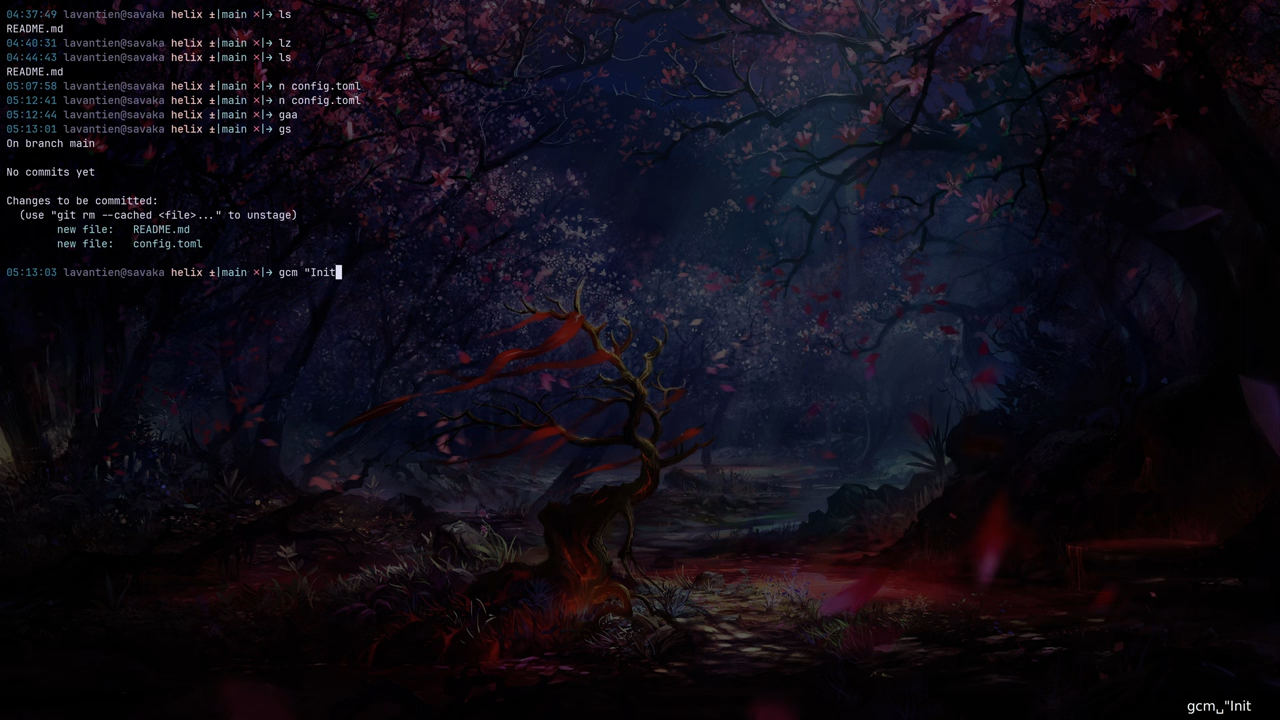 04:37:49 lavantien@savaka helix ±|main ✗|→ ls
README.md
04:40:31 lavantien@savaka helix ±|main ✗|→ lz
04:44:43 lavantien@savaka helix ±|main ✗|→ ls
README.md
05:07:58 lavantien@savaka helix ±|main ✗|→ n config.toml
05:12:41 lavantien@savaka helix ±|main ✗|→ n config.toml
05:12:44 lavantien@savaka helix ±|main ✗|→ gaa
05:13:01 lavantien@savaka helix ±|main ✗|→ gs
On branch main
No commits yet
Changes to be committed:
(use "git rm --cached <file>..." to unstage)
new file:   README.md
new file:   config.toml
05:13:03 lavantien@savaka helix ±|main ✗|→ gcm "Init
gcm␣"Init